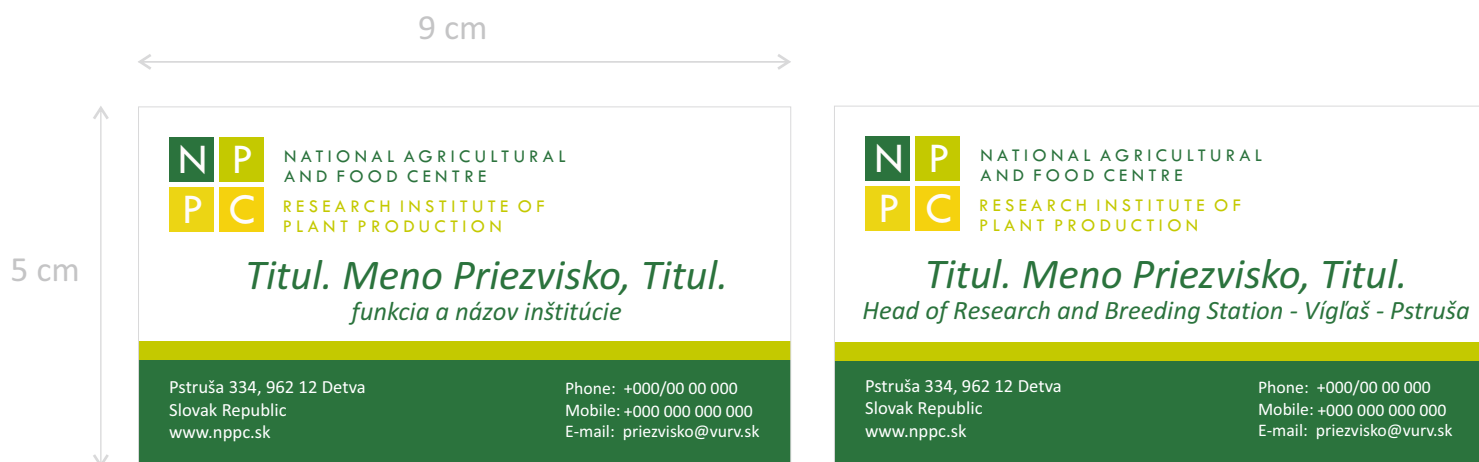 9 cm
5 cm
N P
P C
NATIONAL AGRICULTURAL
AND FOOD CENTRE
RESEARCH INSTITUTE OF
PLANT PRODUCTION
Titul. Meno Priezvisko, Titul.
funkcia a názov inštitúcie
Pstruša 334, 962 12 Detva
Slovak Republic
www.nppc.sk
Phone: +000/00 00 000
Mobile: +000 000 000 000
E-mail: priezvisko@vurv.sk
N P
P C
NATIONAL AGRICULTURAL
AND FOOD CENTRE
RESEARCH INSTITUTE OF
PLANT PRODUCTION
Titul. Meno Priezvisko, Titul.
Head of Research and Breeding Station - Vígľaš - Pstruša
Pstruša 334, 962 12 Detva
Slovak Republic
www.nppc.sk
Phone: +000/00 00 000
Mobile: +000 000 000 000
E-mail: priezvisko@vurv.sk